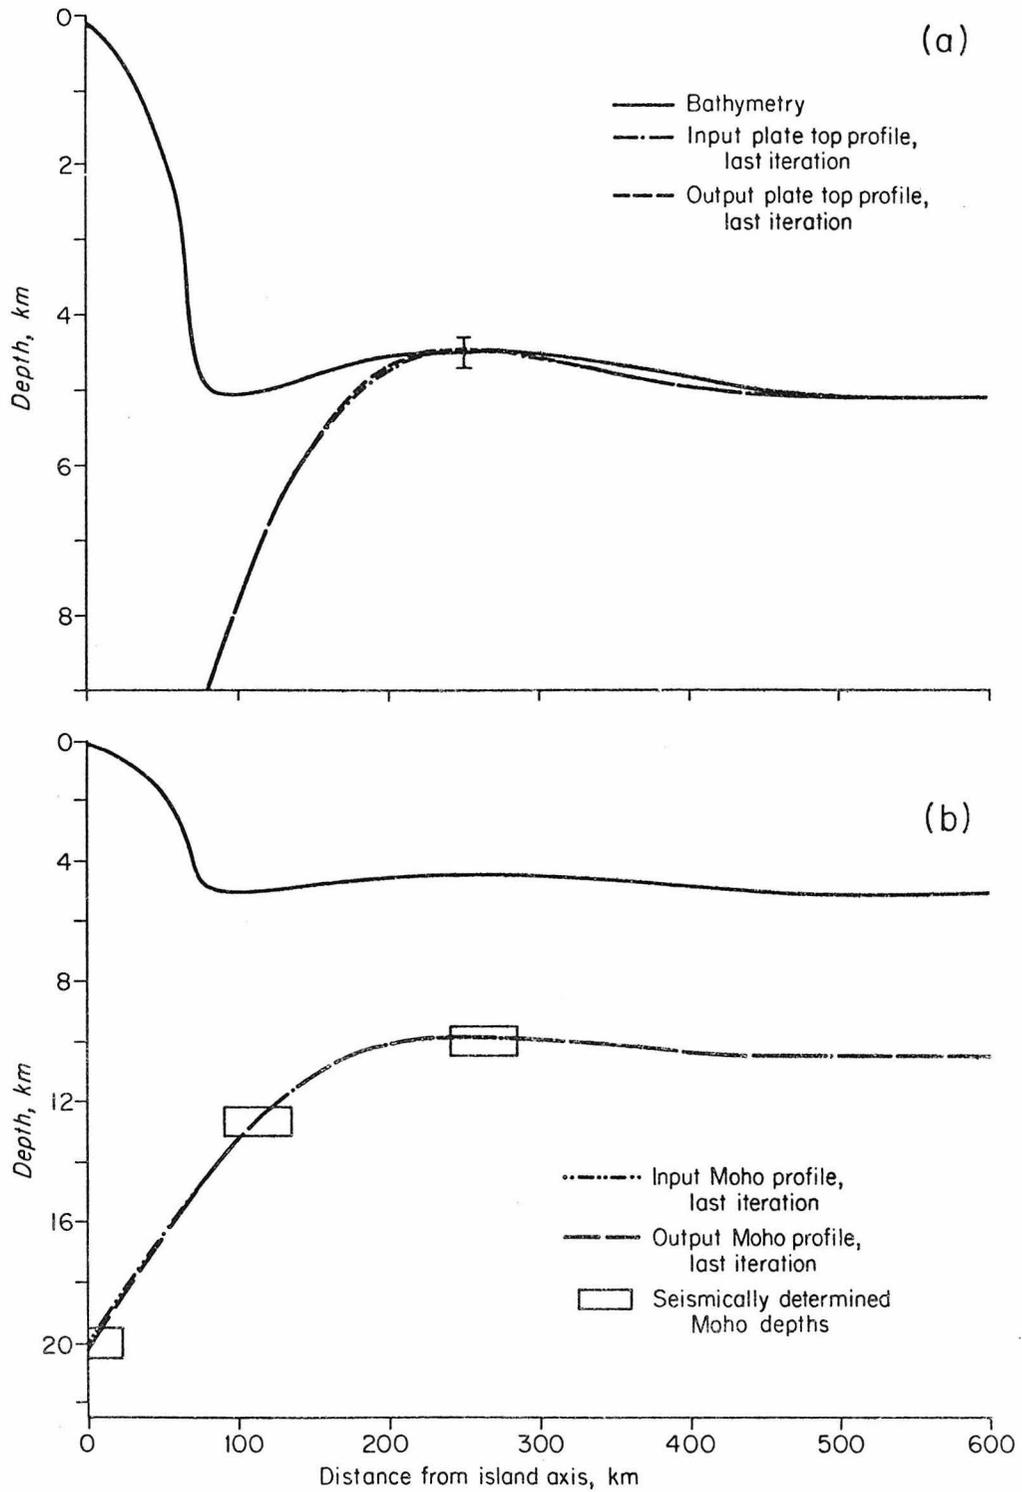 (a)
Bathymetry
Input plate top profile,
last iteration
Output plate top profile,
last iteration
Depth, km
0
2
4
6
8
(b)
Depth, km
0
4
8
12
16
20
Input Moho profile,
last iteration
Output Moho profile,
last iteration
Seismically determined
Moho depths
0 100 200 300 400 500 600
Distance from island axis, km